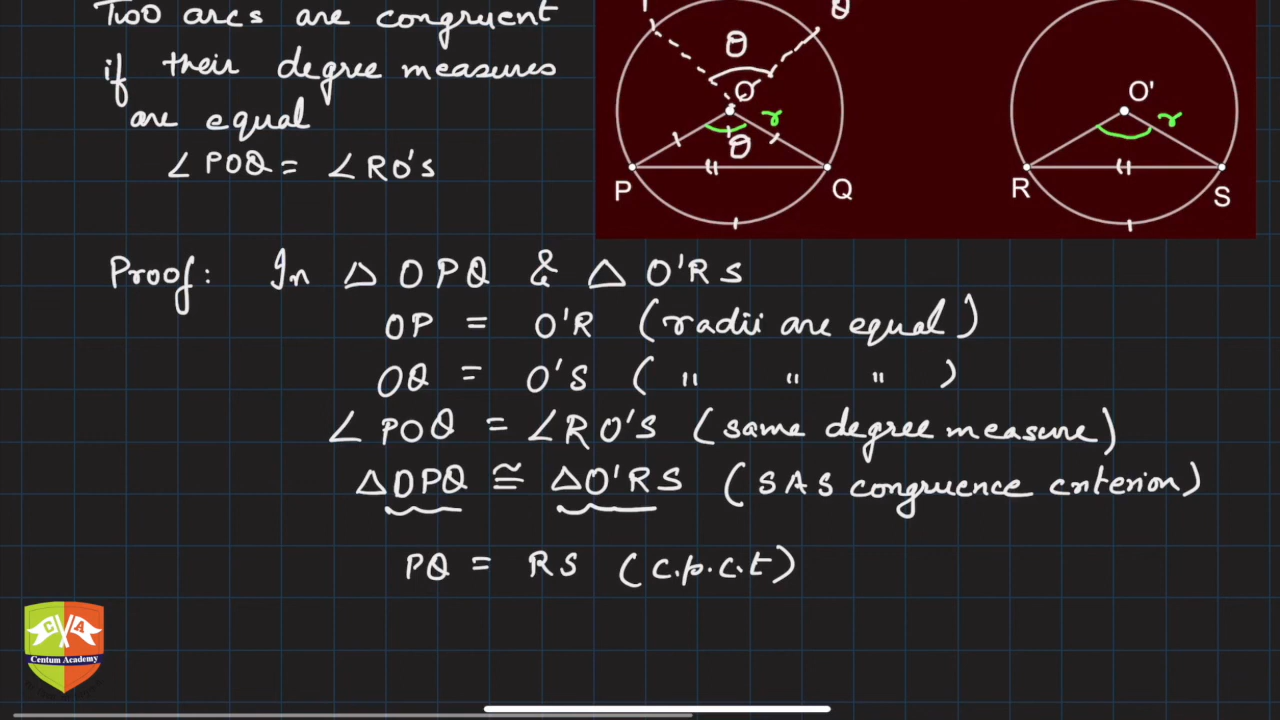 Two arcs are congruent
if their degree measures
are equal
∠ POQ = ∠ RO's
θ
O
r
θ
P
Q
O'
r
R
S
Proof: In △ OPQ & △ O'RS
OP = O'R (radii are equal)
OQ = O'S ( " " " )
∠ POQ = ∠ RO'S (same degree measure)
△OPQ ≅ △O'RS (SAS congruence criterion)
PQ = RS (c.p.c.t)
C A
Centum Academy